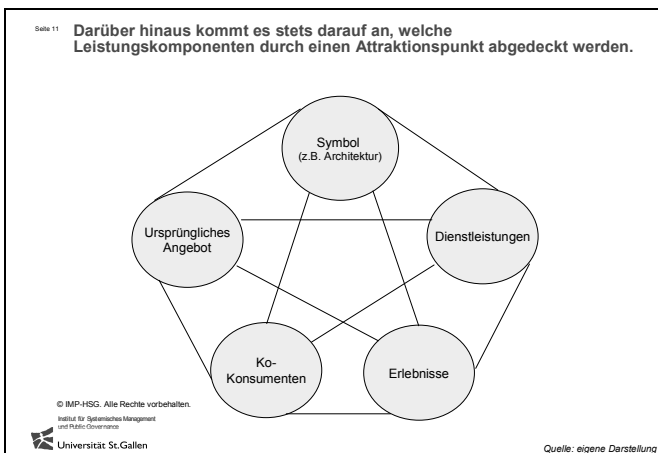 Seite 11
Darüber hinaus kommt es stets darauf an, welche
Leistungskomponenten durch einen Attraktionspunkt abgedeckt werden.
Symbol
(z.B. Architektur)
Ursprüngliches
Angebot
Dienstleistungen
Ko-
Konsumenten
Erlebnisse
© IMP-HSG. Alle Rechte vorbehalten.
Institut für Systemisches Management
und Public Governance
Universität St.Gallen
Quelle: eigene Darstellung